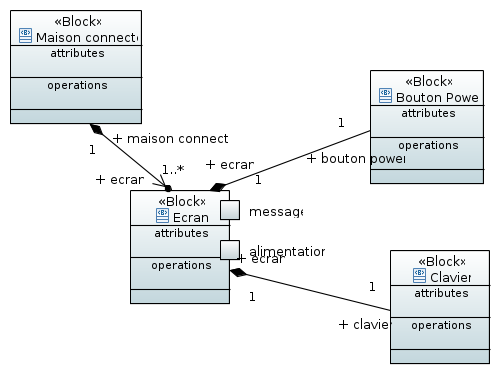 «Block»
Maison connecte
attributes
operations
«Block»
Bouton Powe
attributes
operations
+ maison connect
1
1
+ ecran
+ bouton power
1..*
+ ecran
1
«Block»
Ecran
attributes
operations
message
alimentation
+ ecran
1
1
+ clavier
«Block»
Clavier
attributes
operations